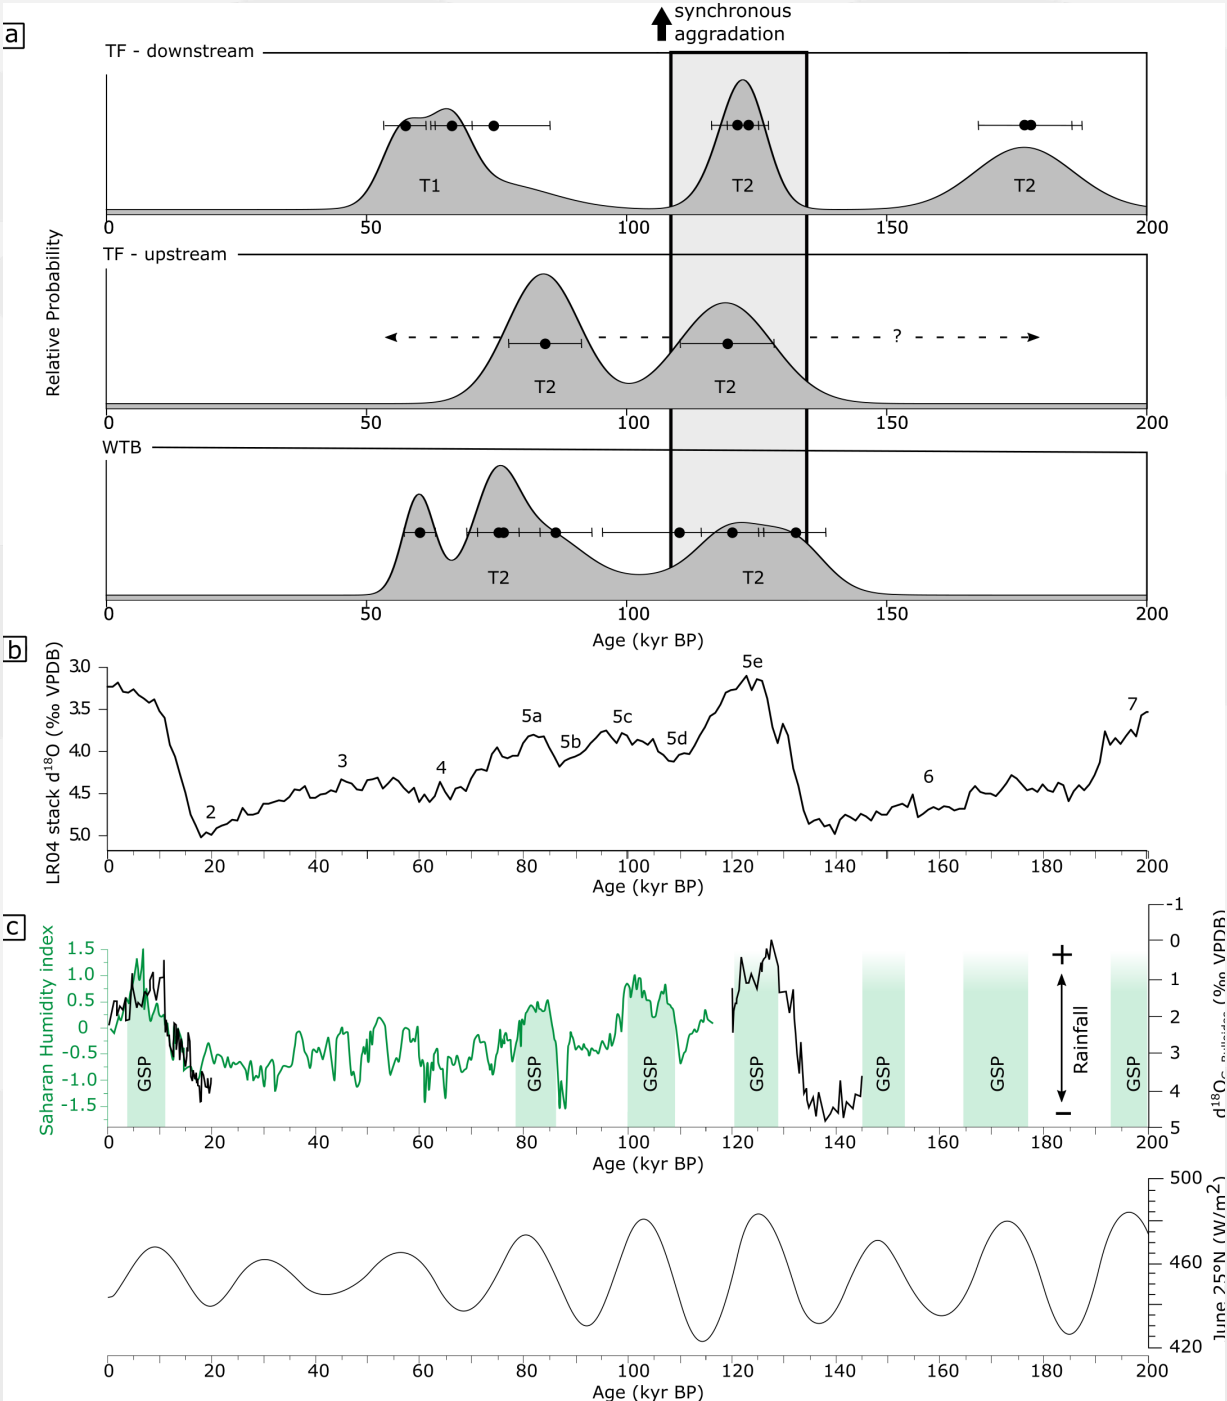 synchronous
aggradation
a
TF - downstream
T1
T2
T2
0 50 100 150 200
TF - upstream
Relative Probability
?
T2
T2
0 50 100 150 200
WTB
T2
T2
0 50 100 150 200
Age (kyr BP)
b
LR04 stack d¹⁸O (‰ VPDB)
3.0
3.5
4.0
4.5
5.0
2
3
4
5a
5b
5c
5d
5e
6
7
0 20 40 60 80 100 120 140 160 180 200
Age (kyr BP)
c
Saharan Humidity index
1.5
1.0
0.5
0
-0.5
-1.0
-1.5
GSP GSP GSP GSP GSP GSP GSP
+
Rainfall
−
-1
0
1
2
3
4
5
(‰ VPDB)
0 20 40 60 80 100 120 140 160 180 200
Age (kyr BP)
500
460
420
June 25°N (W/m²)
0 20 40 60 80 100 120 140 160 180 200
Age (kyr BP)